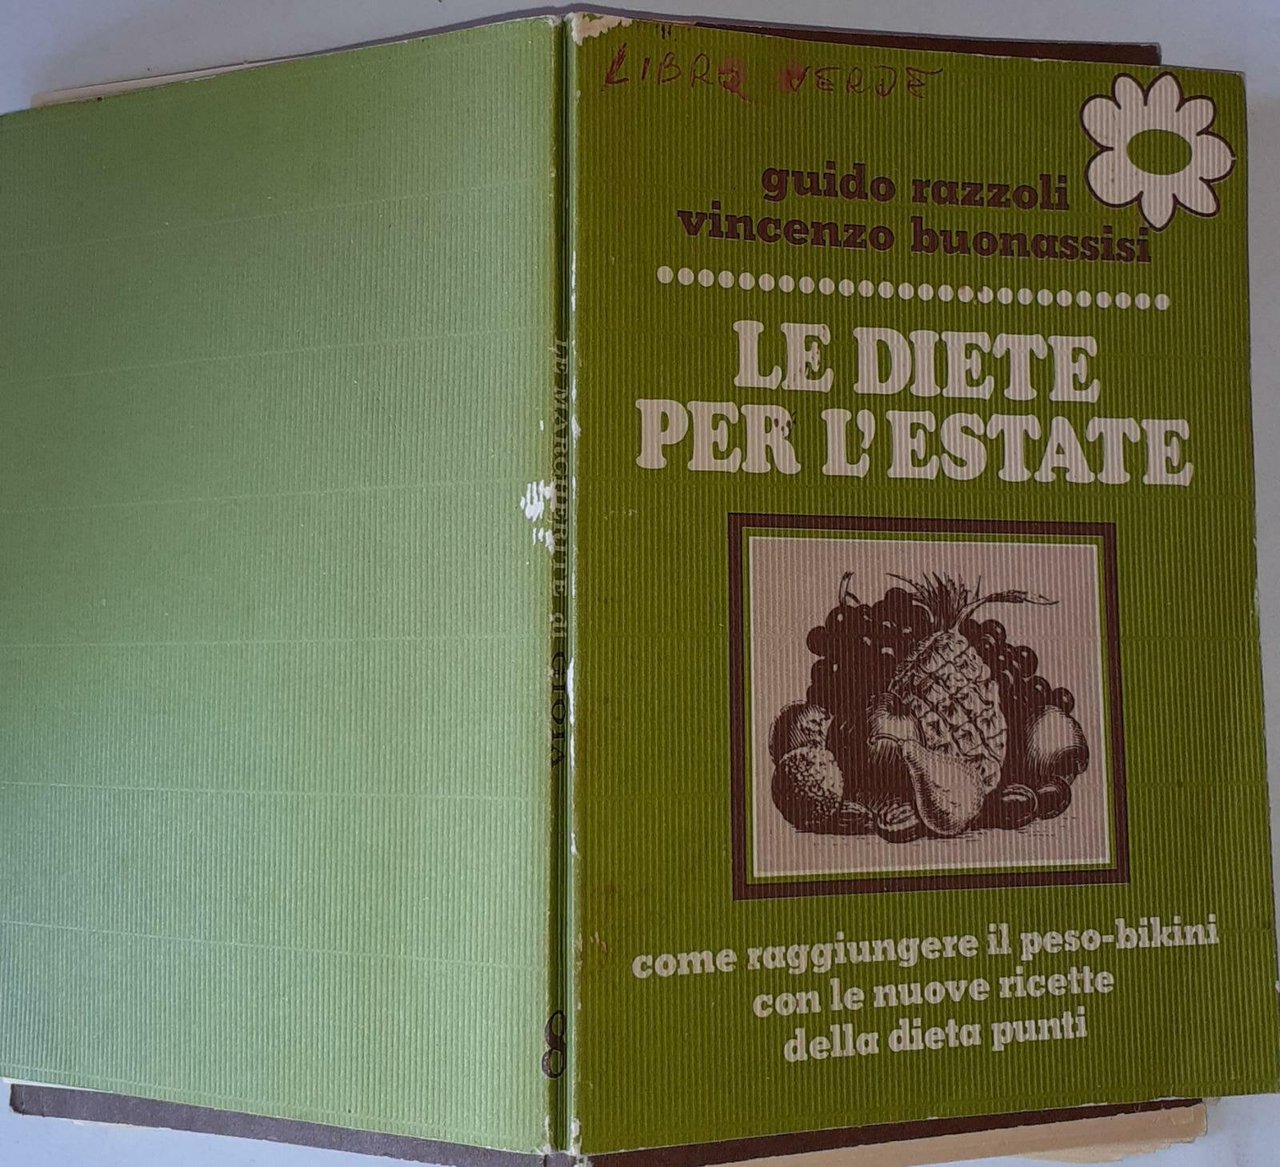 LIBRO VERDE
guido razzoli
vincenzo buonassisi
LE DIETE
PER L'ESTATE
come raggiungere il peso-bikini
con le nuove ricette
della dieta punti
LE MARGHERITE di GIOIA
8